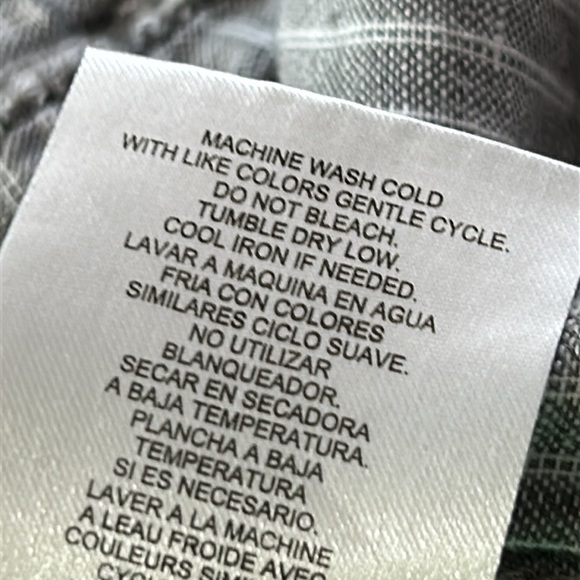 MACHINE WASH COLD
WITH LIKE COLORS GENTLE CYCLE.
DO NOT BLEACH.
TUMBLE DRY LOW.
COOL IRON IF NEEDED.
LAVAR A MAQUINA EN AGUA
FRIA CON COLORES
SIMILARES CICLO SUAVE.
NO UTILIZAR
BLANQUEADOR.
SECAR EN SECADORA
A BAJA TEMPERATURA.
PLANCHA A BAJA
TEMPERATURA
SI ES NECESARIO.
LAVER A LA MACHINE
A LEAU FROIDE AVEC
COULEURS